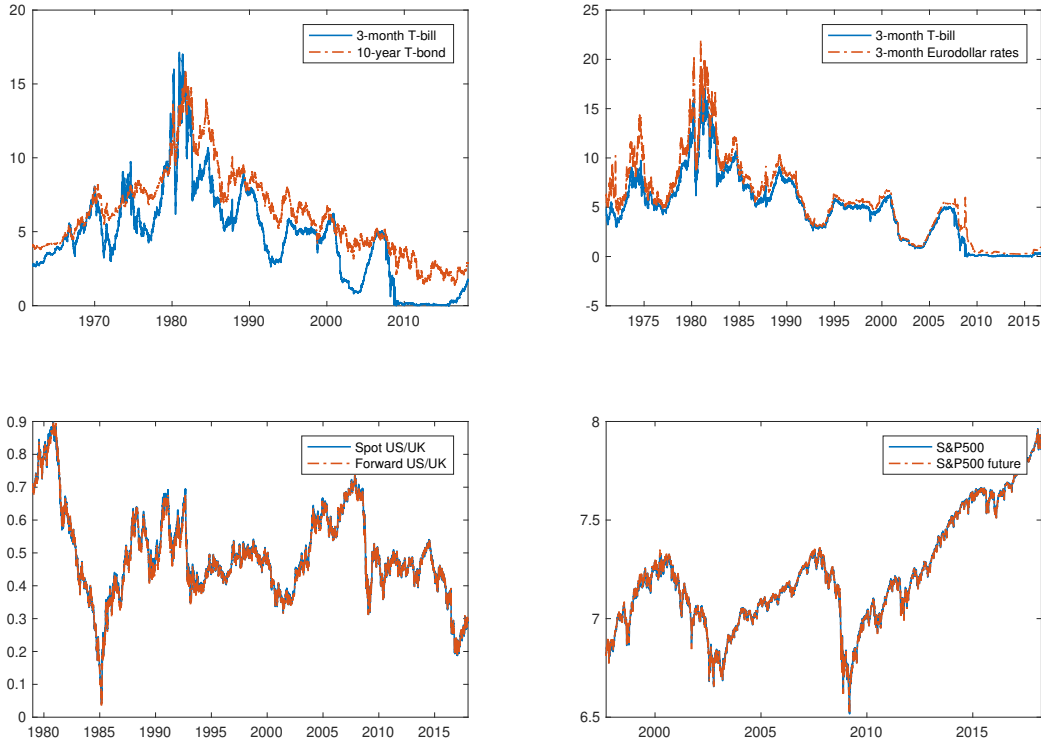 20
15
10
5
0
1970 1980 1990 2000 2010
3-month T-bill
10-year T-bond
25
20
15
10
5
0
-5
1975 1980 1985 1990 1995 2000 2005 2010 2015
3-month T-bill
3-month Eurodollar rates
0.9
0.8
0.7
0.6
0.5
0.4
0.3
0.2
0.1
0
1980 1985 1990 1995 2000 2005 2010 2015
Spot US/UK
Forward US/UK
8
7.5
7
6.5
2000 2005 2010 2015
S&P500
S&P500 future